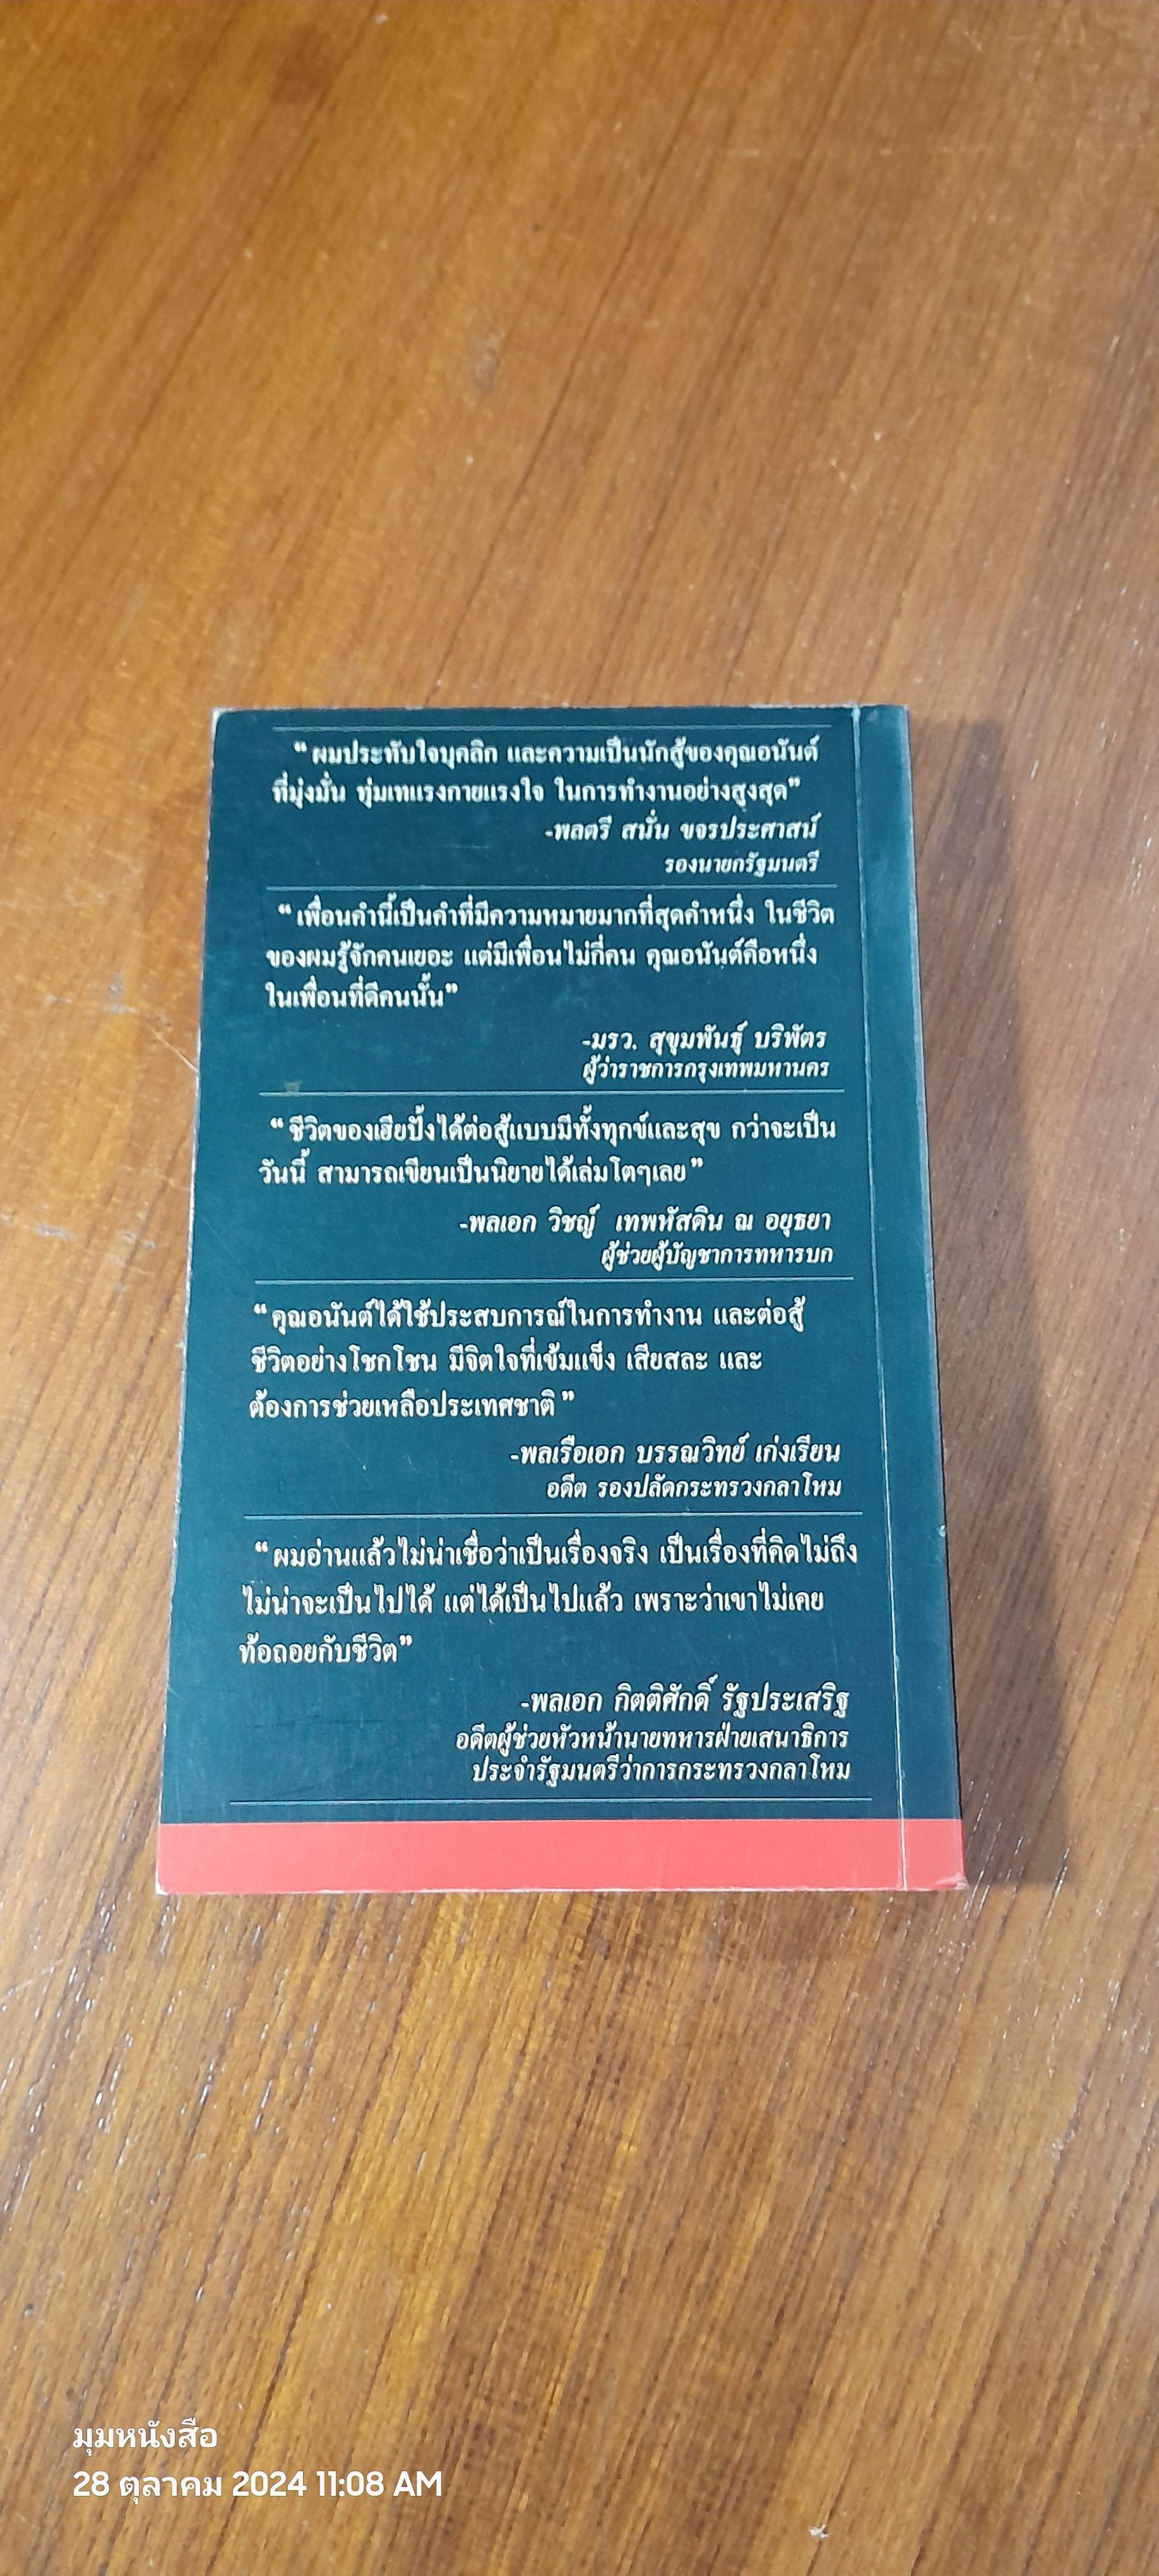 “ผมประทับใจบุคลิก และความเป็นนักสู้ของคุณอนันต์
ที่มุ่งมั่น ทุ่มเทแรงกายแรงใจ ในการทำงานอย่างสูงสุด”
-พลตรี สนั่น ขจรประศาสน์
รองนายกรัฐมนตรี
“เพื่อนคำนี้เป็นคำที่มีความหมายมากที่สุดคำหนึ่ง ในชีวิต
ของผมรู้จักคนเยอะ แต่มีเพื่อนไม่กี่คน คุณอนันต์คือหนึ่ง
ในเพื่อนที่ดีคนนั้น”
-มรว. สุขุมพันธุ์ บริพัตร
ผู้ว่าราชการกรุงเทพมหานคร
“ชีวิตของเฮียปั้งได้ต่อสู้แบบมีทั้งทุกข์และสุข กว่าจะเป็น
วันนี้ สามารถเขียนเป็นนิยายได้เล่มโตๆเลย”
-พลเอก วิชญ์ เทพหัสดิน ณ อยุธยา
ผู้ช่วยผู้บัญชาการทหารบก
“คุณอนันต์ได้ใช้ประสบการณ์ในการทำงาน และต่อสู้
ชีวิตอย่างโชกโชน มีจิตใจที่เข้มแข็ง เสียสละ และ
ต้องการช่วยเหลือประเทศชาติ”
-พลเรือเอก บรรณวิทย์ เก่งเรียน
อดีต รองปลัดกระทรวงกลาโหม
“ผมอ่านแล้วไม่น่าเชื่อว่าเป็นเรื่องจริง เป็นเรื่องที่คิดไม่ถึง
ไม่น่าจะเป็นไปได้ แต่ได้เป็นไปแล้ว เพราะว่าเขาไม่เคย
ท้อถอยกับชีวิต”
-พลเอก กิตติศักดิ์ รัฐประเสริฐ
อดีตผู้ช่วยหัวหน้านายทหารฝ่ายเสนาธิการ
ประจำรัฐมนตรีว่าการกระทรวงกลาโหม
มุมหนังสือ
28 ตุลาคม 2024 11:08 AM